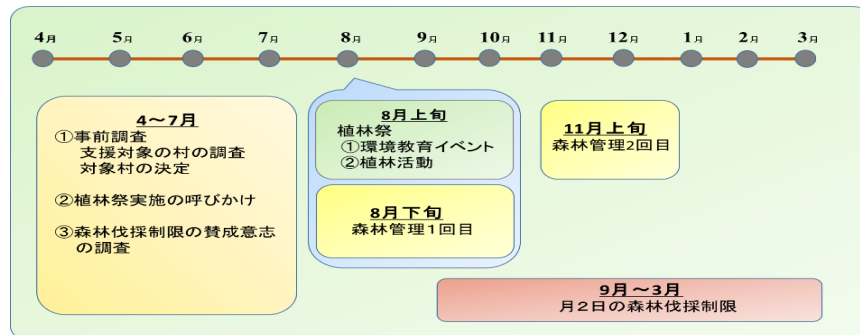 4月 5月 6月 7月 8月 9月 10月 11月 12月 1月 2月 3月
4～7月
①事前調査
支援対象の村の調査
対象村の決定
②植林祭実施の呼びかけ
③森林伐採制限の賛成意志
の調査
8月上旬
植林祭
①環境教育イベント
②植林活動
8月下旬
森林管理1回目
11月上旬
森林管理2回目
9月～3月
月2日の森林伐採制限